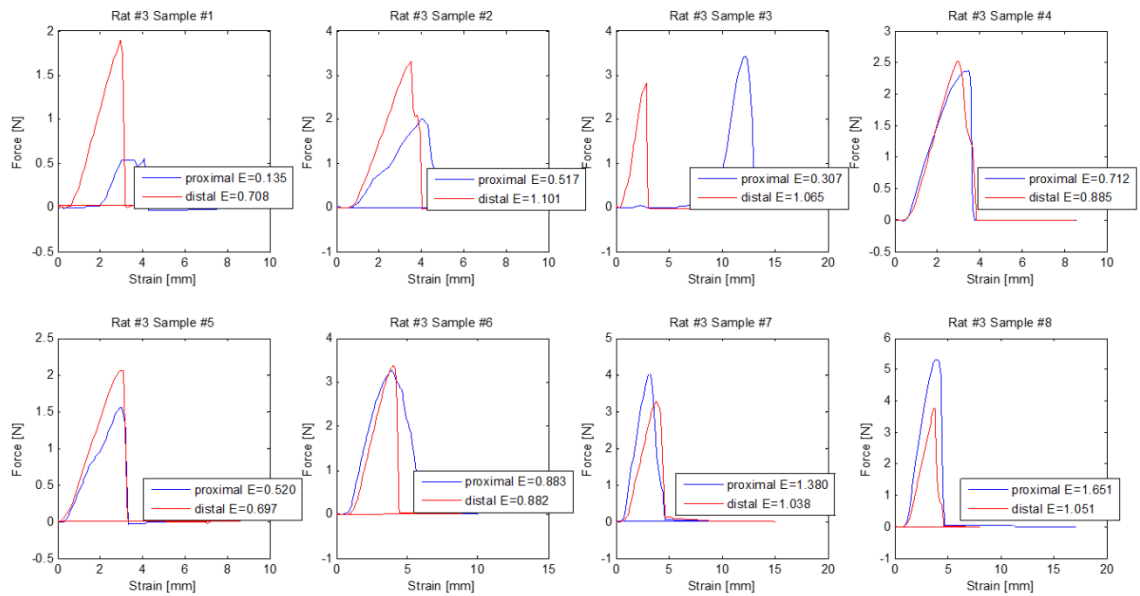 Rat #3 Sample #1
2
1.5
1
0.5
0
-0.5
Force [N]
proximal E=0.135
distal E=0.708
0 2 4 6 8 10
Strain [mm]
Rat #3 Sample #2
4
3
2
1
0
-1
Force [N]
proximal E=0.517
distal E=1.101
0 2 4 6 8 10
Strain [mm]
Rat #3 Sample #3
4
3
2
1
0
-1
Force [N]
proximal E=0.307
distal E=1.065
0 5 10 15 20
Strain [mm]
Rat #3 Sample #4
3
2.5
2
1.5
1
0.5
0
-0.5
Force [N]
proximal E=0.712
distal E=0.885
0 2 4 6 8 10
Strain [mm]
Rat #3 Sample #5
2.5
2
1.5
1
0.5
0
-0.5
Force [N]
proximal E=0.520
distal E=0.697
0 2 4 6 8 10
Strain [mm]
Rat #3 Sample #6
4
3
2
1
0
-1
Force [N]
proximal E=0.883
distal E=0.882
0 5 10 15
Strain [mm]
Rat #3 Sample #7
5
4
3
2
1
0
-1
Force [N]
proximal E=1.380
distal E=1.038
0 5 10 15 20
Strain [mm]
Rat #3 Sample #8
6
5
4
3
2
1
0
-1
Force [N]
proximal E=1.651
distal E=1.051
0 5 10 15 20
Strain [mm]